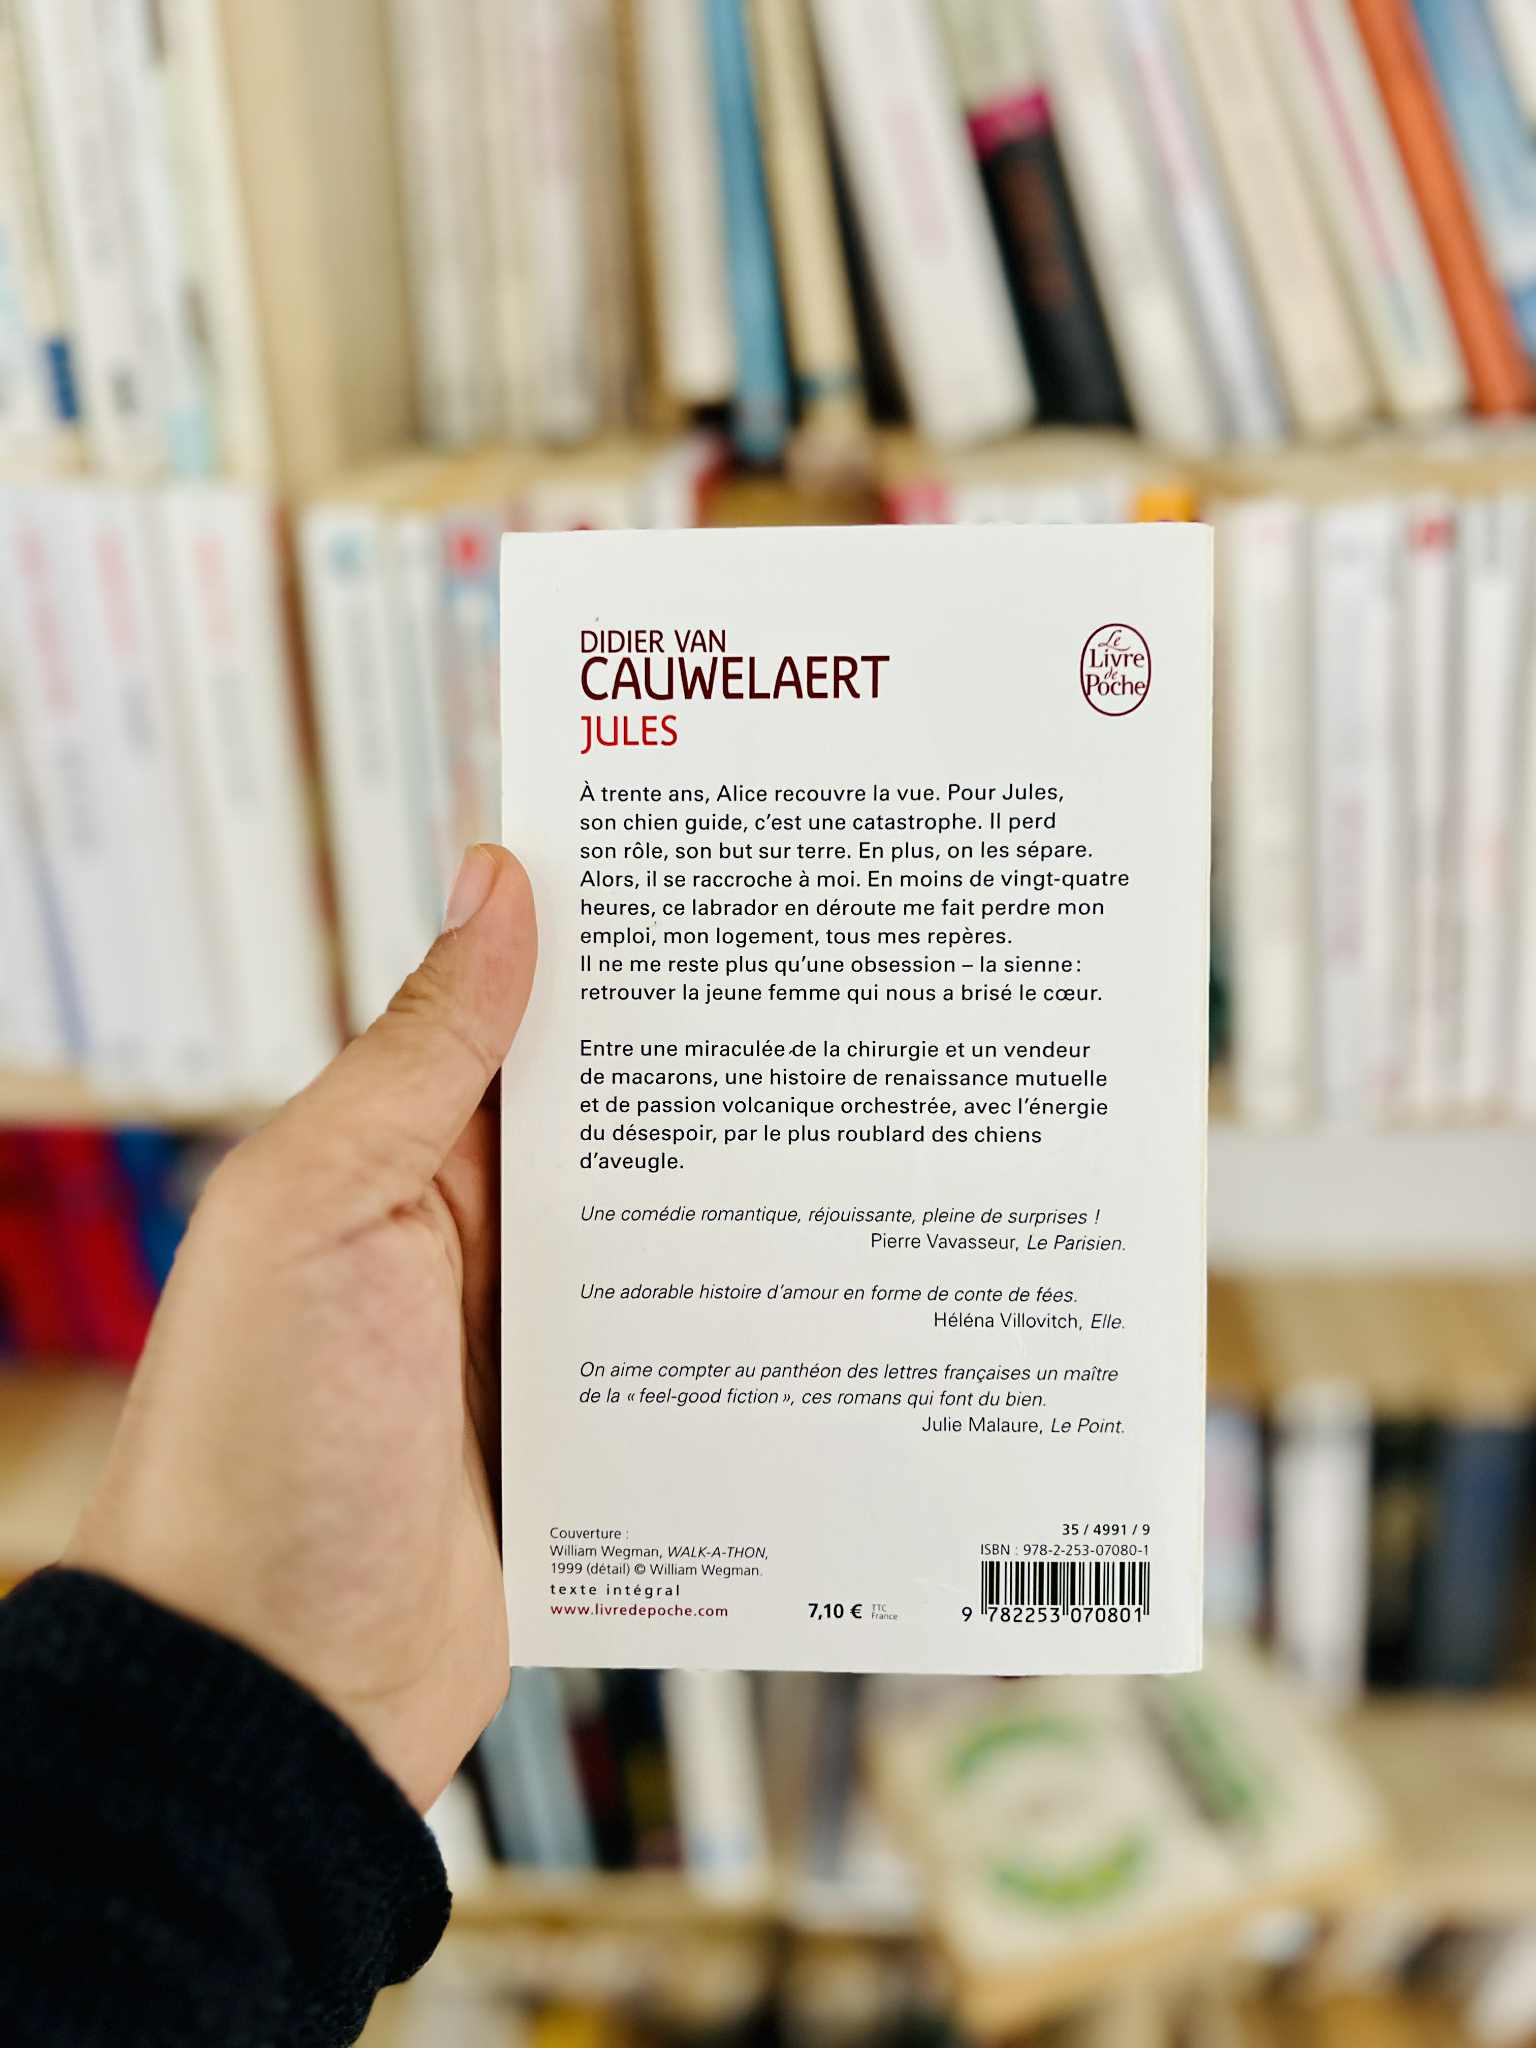 DIDIER VAN
CAUWELAERT
JULES
Le
Livre
de
Poche
À trente ans, Alice recouvre la vue. Pour Jules,
son chien guide, c’est une catastrophe. Il perd
son rôle, son but sur terre. En plus, on les sépare.
Alors, il se raccroche à moi. En moins de vingt-quatre
heures, ce labrador en déroute me fait perdre mon
emploi, mon logement, tous mes repères.
Il ne me reste plus qu’une obsession – la sienne :
retrouver la jeune femme qui nous a brisé le cœur.
Entre une miraculée de la chirurgie et un vendeur
de macarons, une histoire de renaissance mutuelle
et de passion volcanique orchestrée, avec l’énergie
du désespoir, par le plus roublard des chiens
d’aveugle.
Une comédie romantique, réjouissante, pleine de surprises !
Pierre Vavasseur, Le Parisien.
Une adorable histoire d’amour en forme de conte de fées.
Héléna Villovitch, Elle.
On aime compter au panthéon des lettres françaises un maître
de la « feel-good fiction », ces romans qui font du bien.
Julie Malaure, Le Point.
Couverture :
William Wegman, WALK-A-THON,
1999 (détail) © William Wegman.
texte intégral
www.livredepoche.com
7,10 € TTC
France
35 / 4991 / 9
ISBN : 978-2-253-07080-1
9 782253 070801